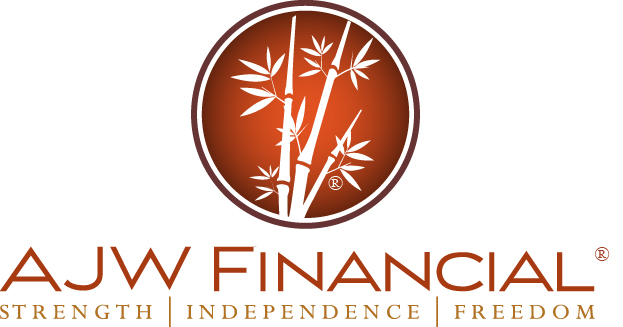 ®
AJW FINANCIAL®
STRENGTH | INDEPENDENCE | FREEDOM